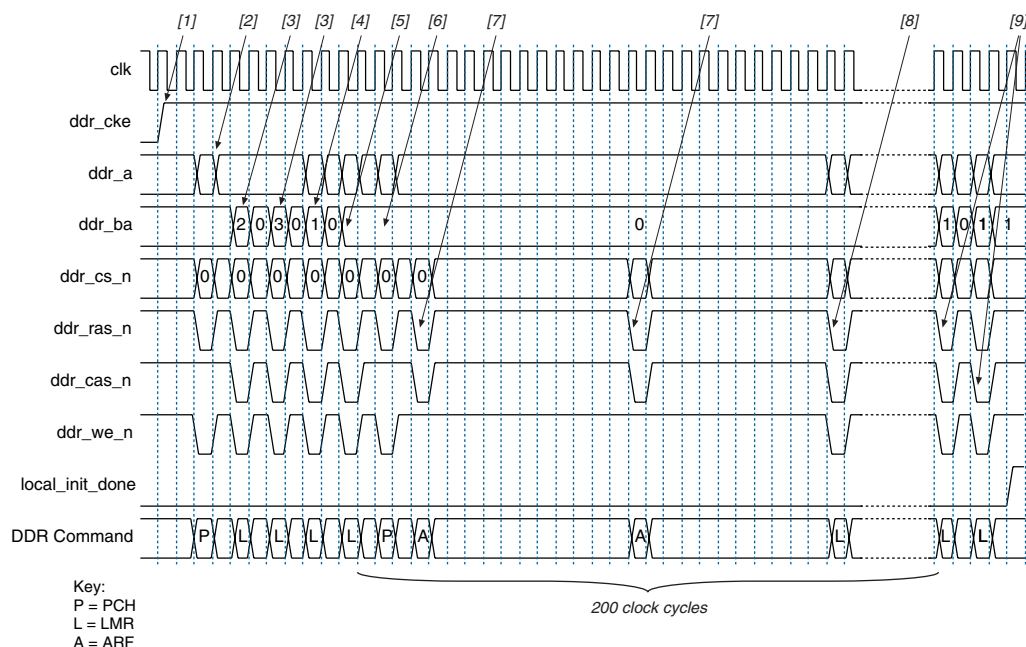 [1] [2] [3] [3] [4] [5] [6] [7] [7] [8] [9]
clk
ddr_cke
ddr_a
ddr_ba 2 0 3 0 1 0 0 1 0 1 1
ddr_cs_n 0 0 0 0 0 0 0
ddr_ras_n
ddr_cas_n
ddr_we_n
local_init_done
DDR Command P L L L L P A A L L L
200 clock cycles
Key:
P = PCH
L = LMR
A = ARF